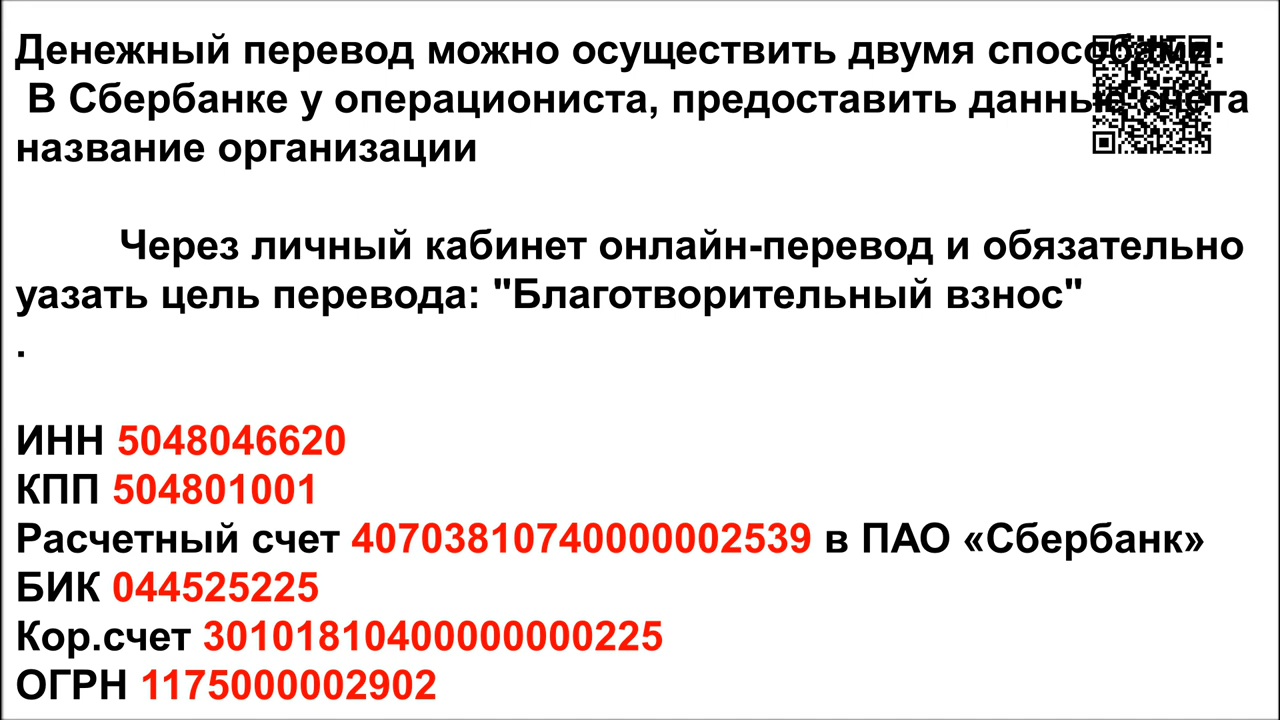 Денежный перевод можно осуществить двумя способами:
В Сбербанке у операциониста, предоставить данные счета
название организации
Через личный кабинет онлайн-перевод и обязательно
уазать цель перевода: "Благотворительный взнос"
.
ИНН 5048046620
КПП 504801001
Расчетный счет 40703810740000002539 в ПАО «Сбербанк»
БИК 044525225
Кор.счет 30101810400000000225
ОГРН 1175000002902